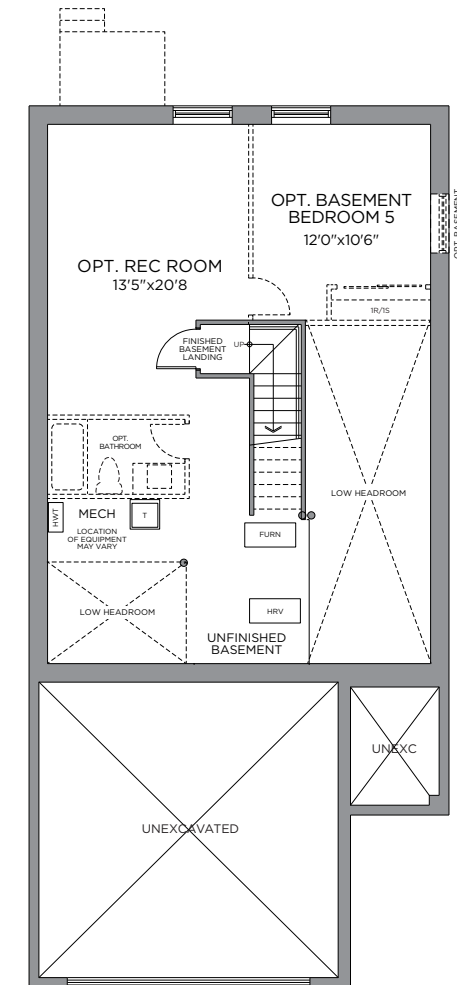 OPT. BASEMENT
BEDROOM 5
12'0"x10'6"
OPT. BASEMENT
OPT. REC ROOM
13'5"x20'8
1R/1S
FINISHED
BASEMENT
LANDING
UP
OPT.
BATHROOM
LOW HEADROOM
HWT
MECH
T
LOCATION
OF EQUIPMENT
MAY VARY
FURN
LOW HEADROOM
HRV
UNFINISHED
BASEMENT
UNEXC
UNEXCAVATED